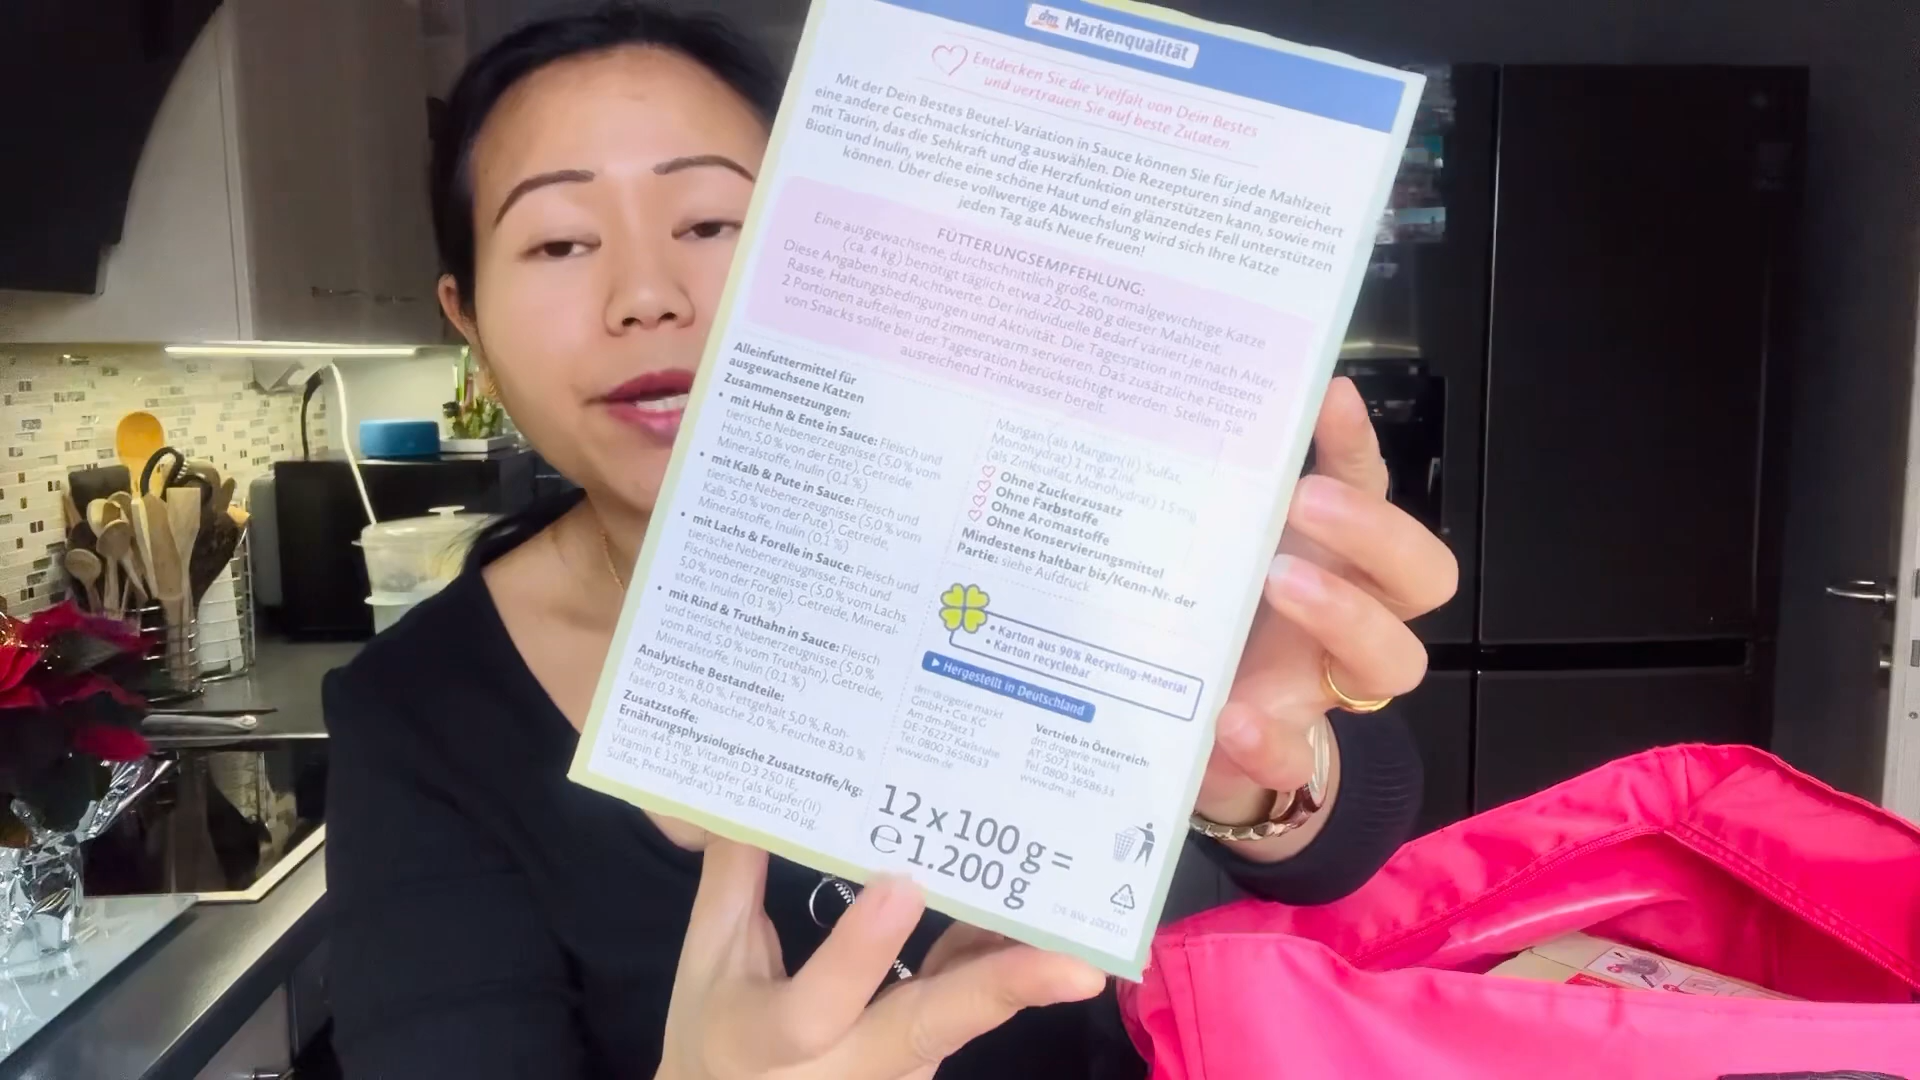 dm Markenqualität
Entdecken Sie die Vielfalt von Dein Bestes
und vertrauen Sie auf beste Zutaten
Mit der Dein Bestes Beutel-Variation in Sauce können Sie für jede Mahlzeit
eine andere Geschmacksrichtung auswählen. Die Rezepturen sind angereichert
mit Taurin, das die Sehkraft und die Herzfunktion unterstützen kann, sowie mit
Biotin und Inulin, welche eine schöne Haut und ein glänzendes Fell unterstützen
können. Über diese vollwertige Abwechslung wird sich Ihre Katze
jeden Tag aufs Neue freuen!
FÜTTERUNGSEMPFEHLUNG:
Eine ausgewachsene, durchschnittlich große, normalgewichtige Katze
(ca. 4 kg) benötigt täglich etwa 220–280 g dieser Mahlzeit.
Diese Angaben sind Richtwerte. Der individuelle Bedarf variiert je nach Alter,
Rasse, Haltungsbedingungen und Aktivität. Die Tagesration in mindestens
2 Portionen aufteilen und zimmerwarm servieren. Das zusätzliche Füttern
von Snacks sollte bei der Tagesration berücksichtigt werden. Stellen Sie
ausreichend Trinkwasser bereit.
Alleinfuttermittel für
ausgewachsene Katzen
Zusammensetzungen:
• mit Huhn & Ente in Sauce: Fleisch und
tierische Nebenerzeugnisse (5,0 % vom
Huhn, 5,0 % von der Ente), Getreide,
Mineralstoffe, Inulin (0,1 %)
• mit Kalb & Pute in Sauce: Fleisch und
tierische Nebenerzeugnisse (5,0 % vom
Kalb, 5,0 % von der Pute), Getreide,
Mineralstoffe, Inulin (0,1 %)
• mit Lachs & Forelle in Sauce: Fleisch und
tierische Nebenerzeugnisse, Fisch und
Fischnebenerzeugnisse (5,0 % vom Lachs
5,0 % von der Forelle), Getreide, Mineral-
stoffe, Inulin (0,1 %)
• mit Rind & Truthahn in Sauce: Fleisch
und tierische Nebenerzeugnisse (5,0 %
vom Rind, 5,0 % vom Truthahn), Getreide,
Mineralstoffe, Inulin (0,1 %)
Analytische Bestandteile:
Rohprotein 8,0 %, Fettgehalt 5,0 %, Roh-
faser 0,3 %, Rohasche 2,0 %, Feuchte 83,0 %
Zusatzstoffe:
Ernährungsphysiologische Zusatzstoffe/kg:
Taurin 445 mg, Vitamin D3 250 IE,
Vitamin E 15 mg, Kupfer (als Kupfer(II)
Sulfat, Pentahydrat) 1 mg, Biotin 20 µg
Mangan (als Mangan(II)-Sulfat,
Monohydrat) 1 mg, Zink
(als Zinksulfat, Monohydrat) 15 mg
Ohne Zuckerzusatz
Ohne Farbstoffe
Ohne Aromastoffe
Ohne Konservierungsmittel
Mindestens haltbar bis/Kenn-Nr. der
Partie: siehe Aufdruck
• Karton aus 90% Recycling-Material
• Karton recyclebar
Hergestellt in Deutschland
dm-drogerie markt
GmbH + Co. KG
Am dm-Platz 1
DE-76227 Karlsruhe
Tel. 0800 3658633
www.dm.de
Vertrieb in Österreich:
dm drogerie markt
AT-5071 Wals
Tel. 0800 3658633
www.dm.at
12 x 100 g =
℮ 1.200 g